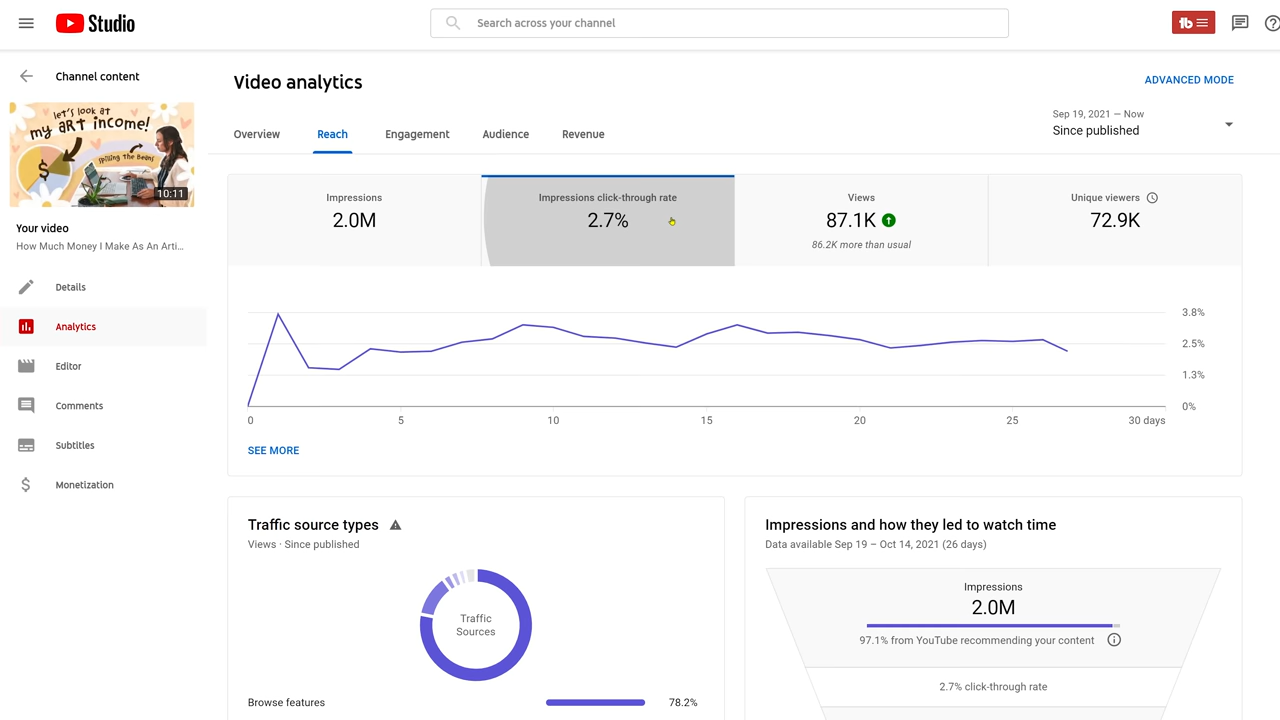 Studio
Search across your channel
Channel content
Video analytics
ADVANCED MODE
let's look at
my art income!
spilling the beans!
$
10:11
Overview
Reach
Engagement
Audience
Revenue
Sep 19, 2021 – Now
Since published
Your video
How Much Money I Make As An Arti...
Details
Analytics
Editor
Comments
Subtitles
Monetization
Impressions
2.0M
Impressions click-through rate
2.7%
Views
87.1K
86.2K more than usual
Unique viewers
72.9K
3.8%
2.5%
1.3%
0%
0 5 10 15 20 25 30 days
SEE MORE
Traffic source types
Views · Since published
Traffic
Sources
Browse features 78.2%
Impressions and how they led to watch time
Data available Sep 19 – Oct 14, 2021 (26 days)
Impressions
2.0M
97.1% from YouTube recommending your content
2.7% click-through rate